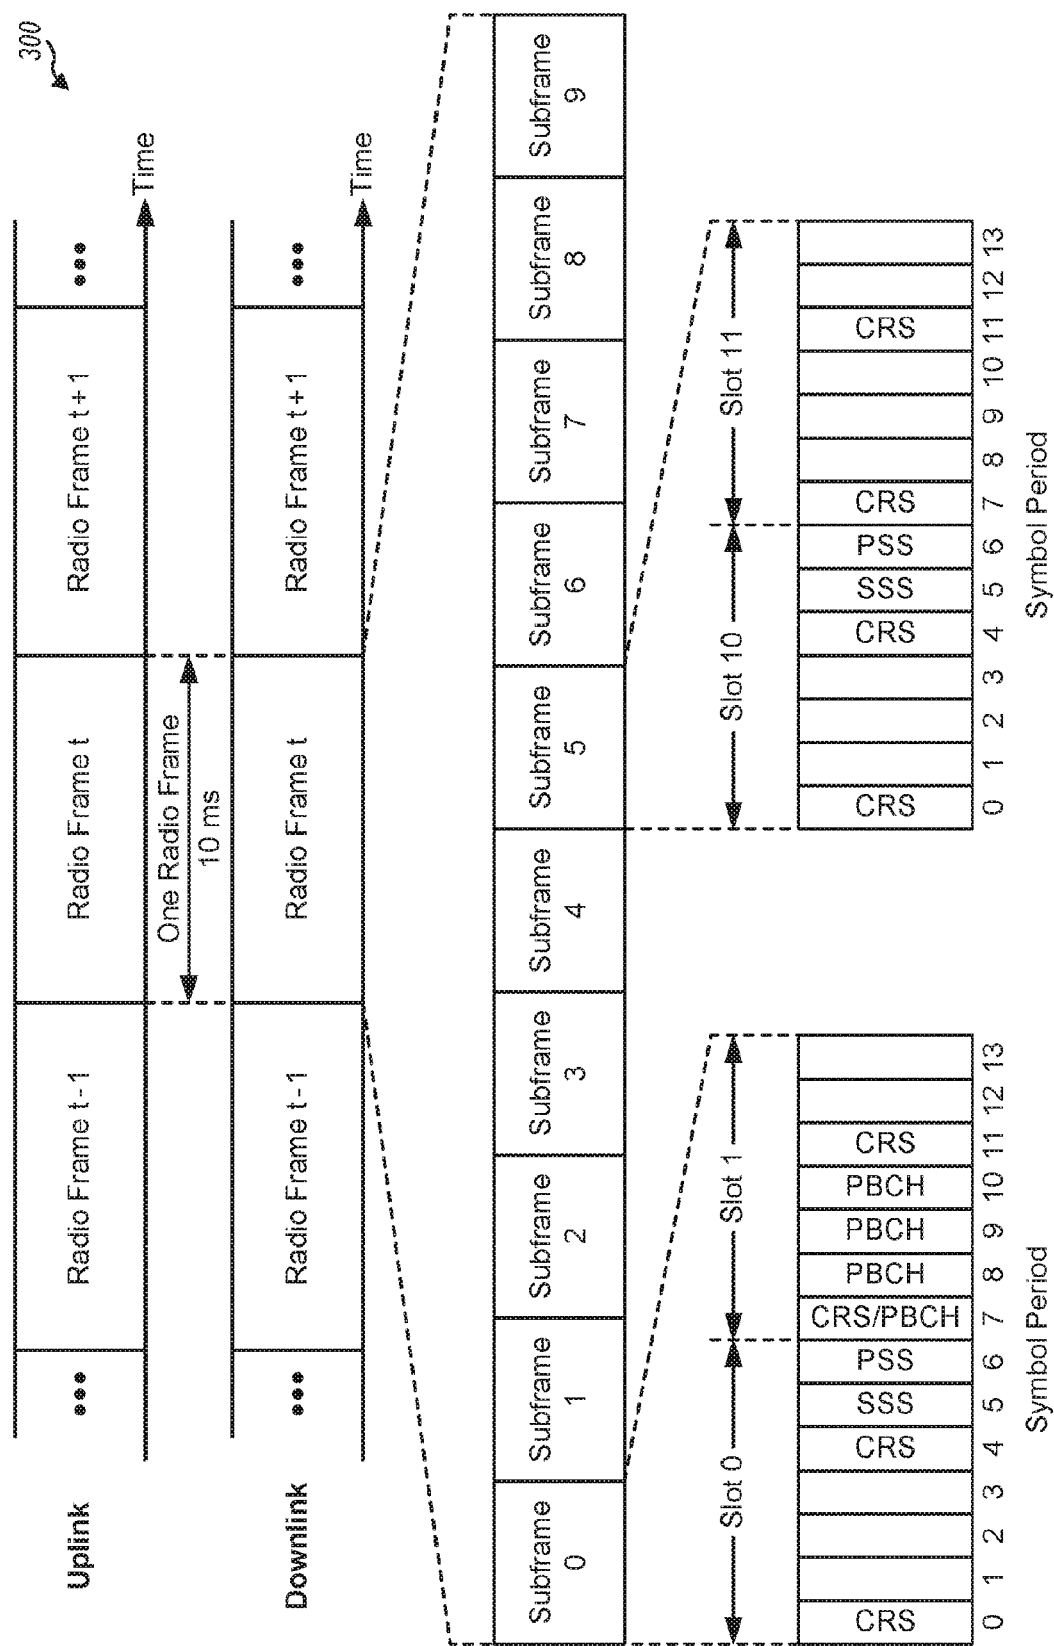 300
Uplink
••• Radio Frame t - 1 Radio Frame t Radio Frame t + 1 •••
Time
One Radio Frame
10 ms
Downlink
••• Radio Frame t - 1 Radio Frame t Radio Frame t + 1 •••
Time
Subframe 0
Subframe 1
Subframe 2
Subframe 3
Subframe 4
Subframe 5
Subframe 6
Subframe 7
Subframe 8
Subframe 9
Slot 0 Slot 1
CRS CRS SSS PSS CRS/PBCH PBCH PBCH PBCH CRS
0 1 2 3 4 5 6 7 8 9 10 11 12 13
Symbol Period
Slot 10 Slot 11
CRS CRS SSS PSS CRS CRS
0 1 2 3 4 5 6 7 8 9 10 11 12 13
Symbol Period